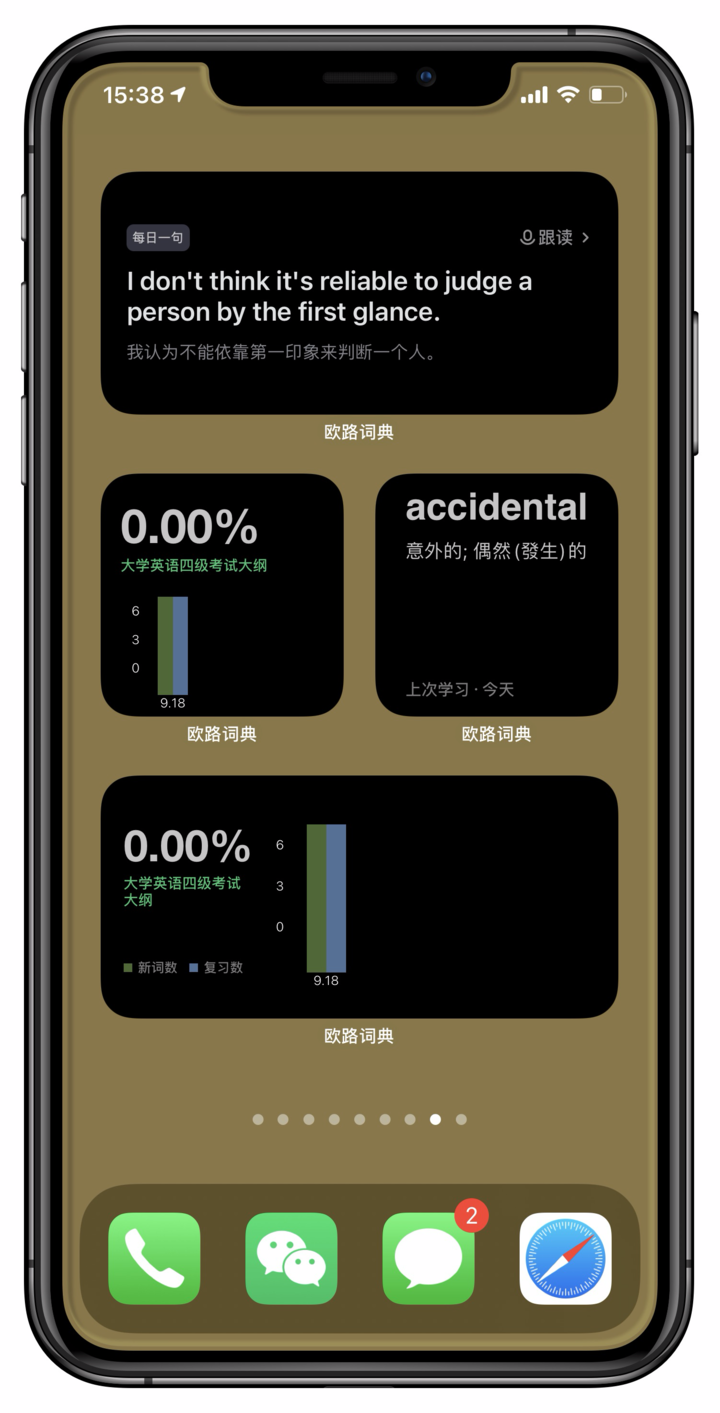 15:38
每日一句
跟读
I don't think it's reliable to judge a
person by the first glance.
我认为不能依靠第一印象来判断一个人。
欧路词典
0.00%
大学英语四级考试大纲
6
3
0
9.18
欧路词典
accidental
意外的; 偶然(發生)的
上次学习 · 今天
欧路词典
0.00%
大学英语四级考试
大纲
新词数 复习数
6
3
0
9.18
欧路词典
2